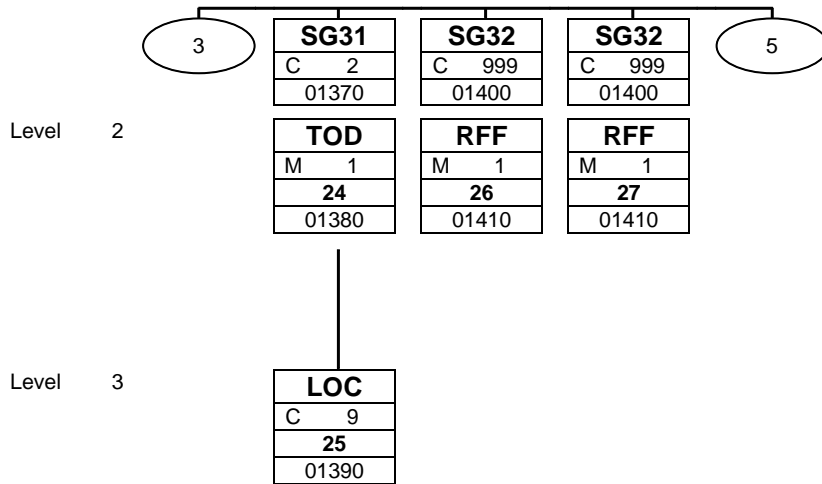 3 SG31 SG32 SG32 5
C 2 C 999 C 999
01370 01400 01400
Level 2 TOD RFF RFF
M 1 M 1 M 1
24 26 27
01380 01410 01410
Level 3 LOC
C 9
25
01390